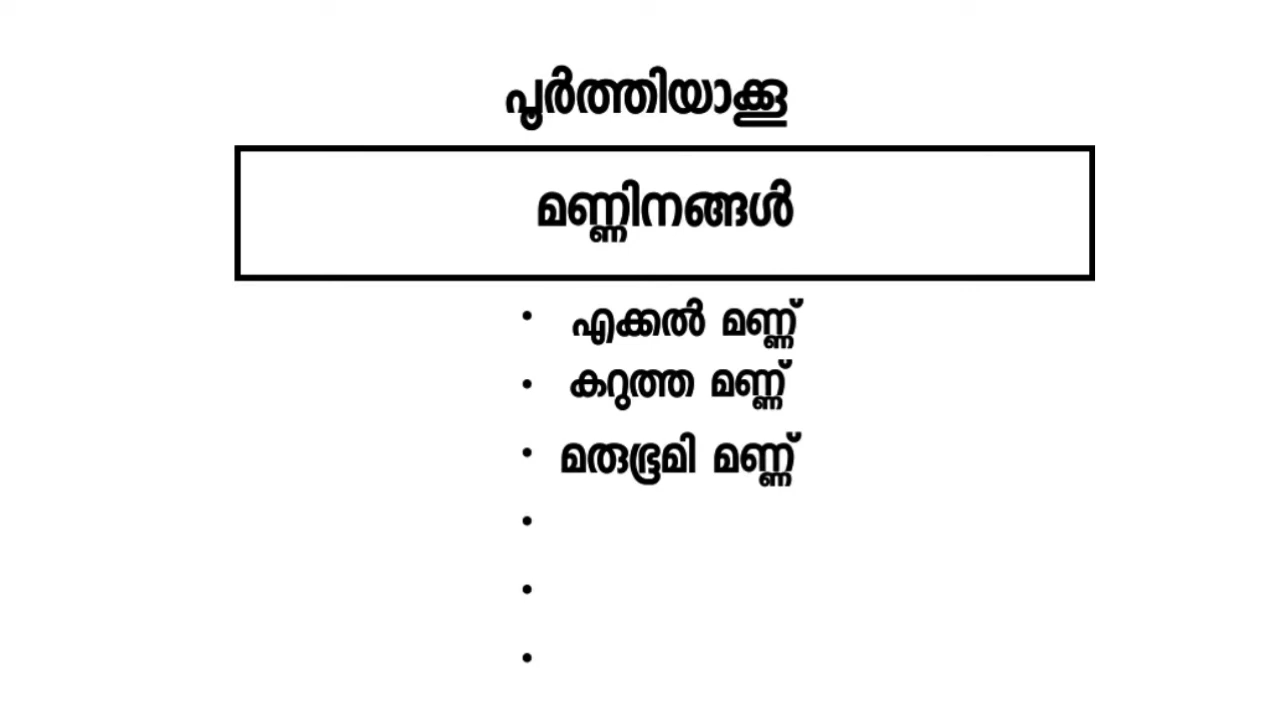 പൂർത്തിയാക്കൂ
മണ്ണിനങ്ങൾ
• എക്കൽ മണ്ണ്
• കറുത്ത മണ്ണ്
• മരുഭൂമി മണ്ണ്
•
•
•